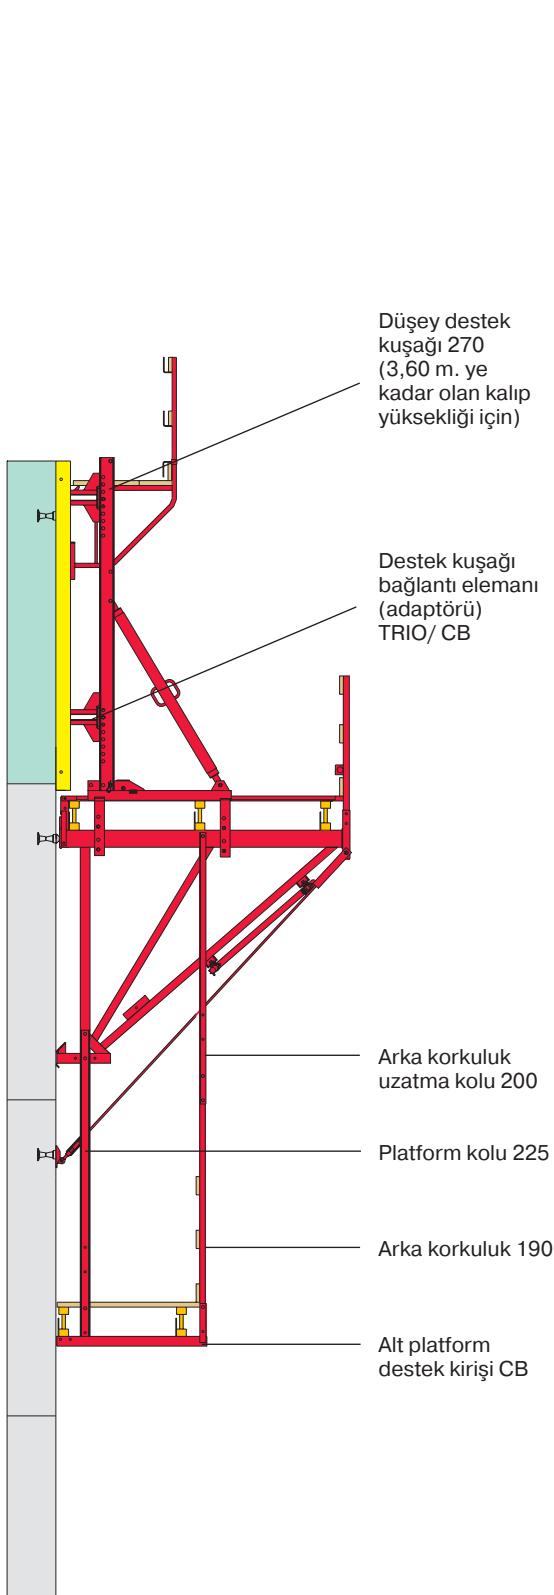 Düşey destek
kuşağı 270
(3,60 m. ye
kadar olan kalıp
yüksekliği için)
Destek kuşağı
bağlantı elemanı
(adaptörü)
TRIO/ CB
Arka korkuluk
uzatma kolu 200
Platform kolu 225
Arka korkuluk 190
Alt platform
destek kirişi CB